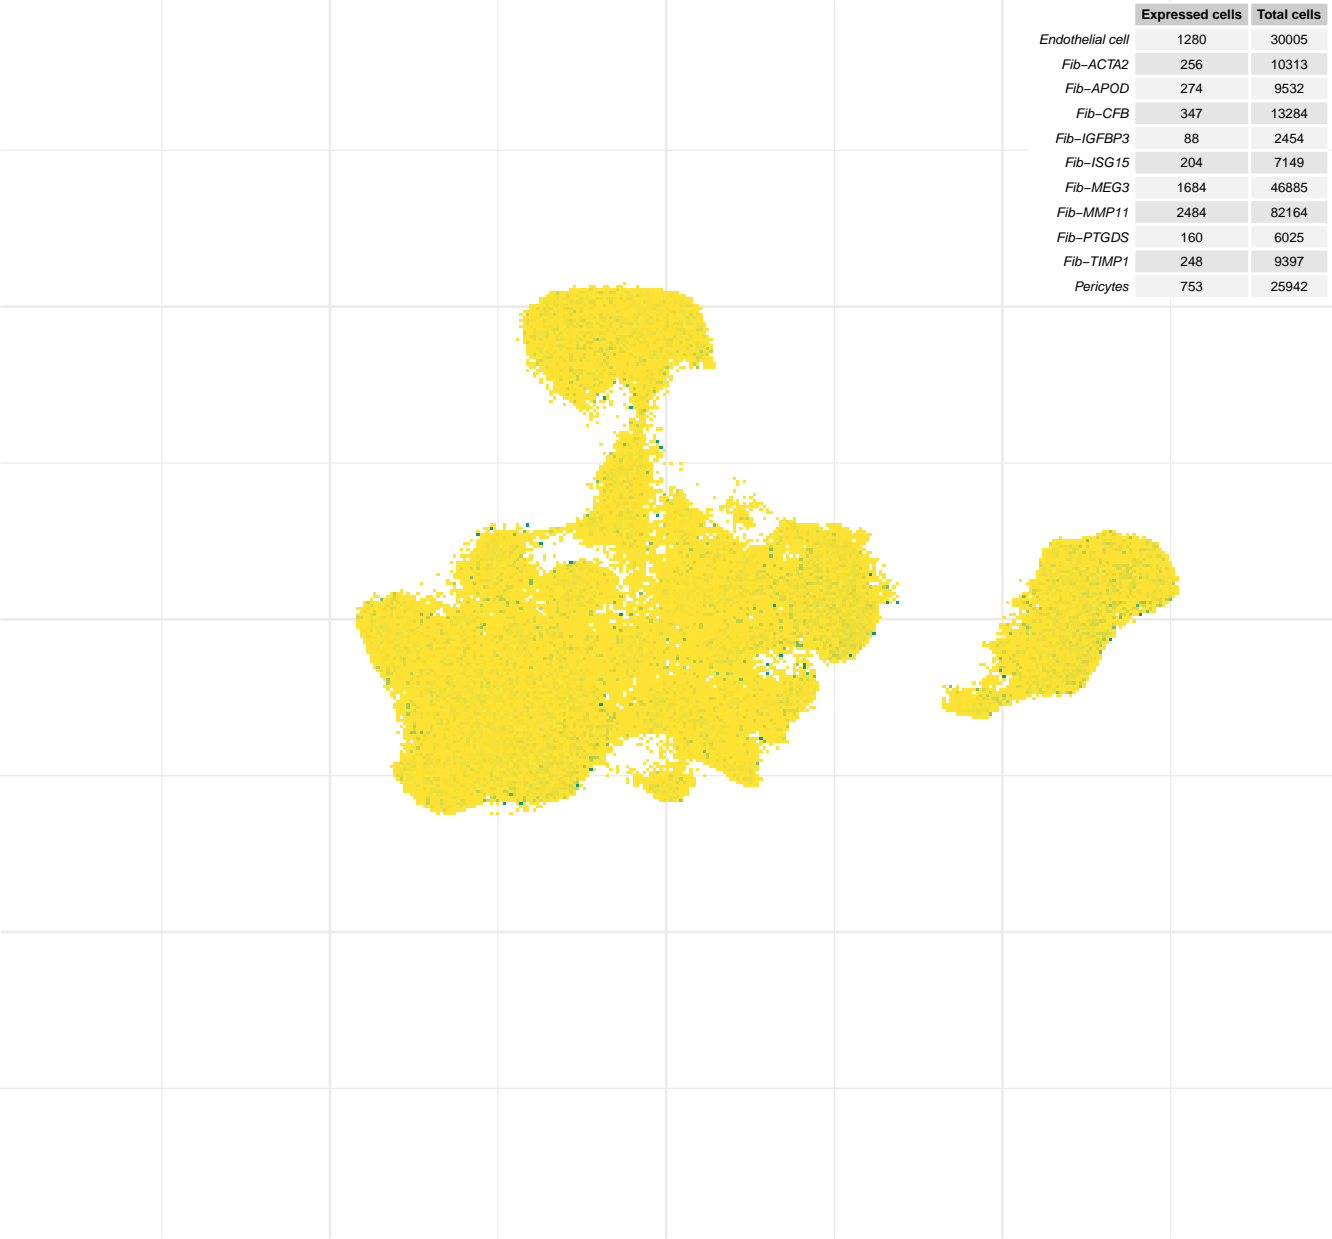 Expressed cells Total cells
Endothelial cell 1280 30005
Fib−ACTA2 256 10313
Fib−APOD 274 9532
Fib−CFB 347 13284
Fib−IGFBP3 88 2454
Fib−ISG15 204 7149
Fib−MEG3 1684 46885
Fib−MMP11 2484 82164
Fib−PTGDS 160 6025
Fib−TIMP1 248 9397
Pericytes 753 25942